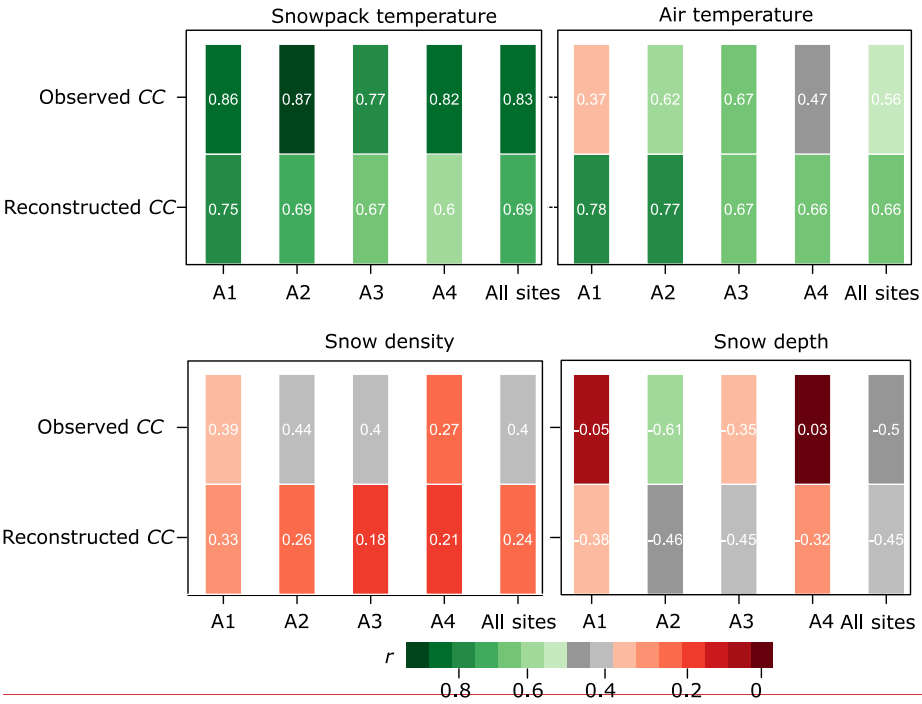 Snowpack temperature
Air temperature
Observed CC
0.86 0.87 0.77 0.82 0.83
0.37 0.62 0.67 0.47 0.56
Reconstructed CC
0.75 0.69 0.67 0.6 0.69
0.78 0.77 0.67 0.66 0.66
A1 A2 A3 A4 All sites
A1 A2 A3 A4 All sites
Snow density
Snow depth
Observed CC
0.39 0.44 0.4 0.27 0.4
-0.05 -0.61 -0.35 0.03 -0.5
Reconstructed CC
0.33 0.26 0.18 0.21 0.24
-0.38 -0.46 -0.45 -0.32 -0.45
A1 A2 A3 A4 All sites
A1 A2 A3 A4 All sites
r
0.8 0.6 0.4 0.2 0